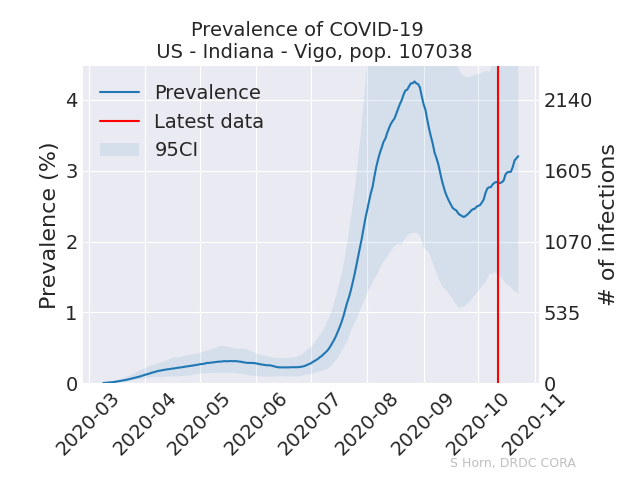 Prevalence of COVID-19
US - Indiana - Vigo, pop. 107038
Prevalence
Latest data
95CI
Prevalence (%)
4
3
2
1
0
2140
1605
1070
535
0
# of infections
2020-03
2020-04
2020-05
2020-06
2020-07
2020-08
2020-09
2020-10
2020-11
S Horn, DRDC CORA